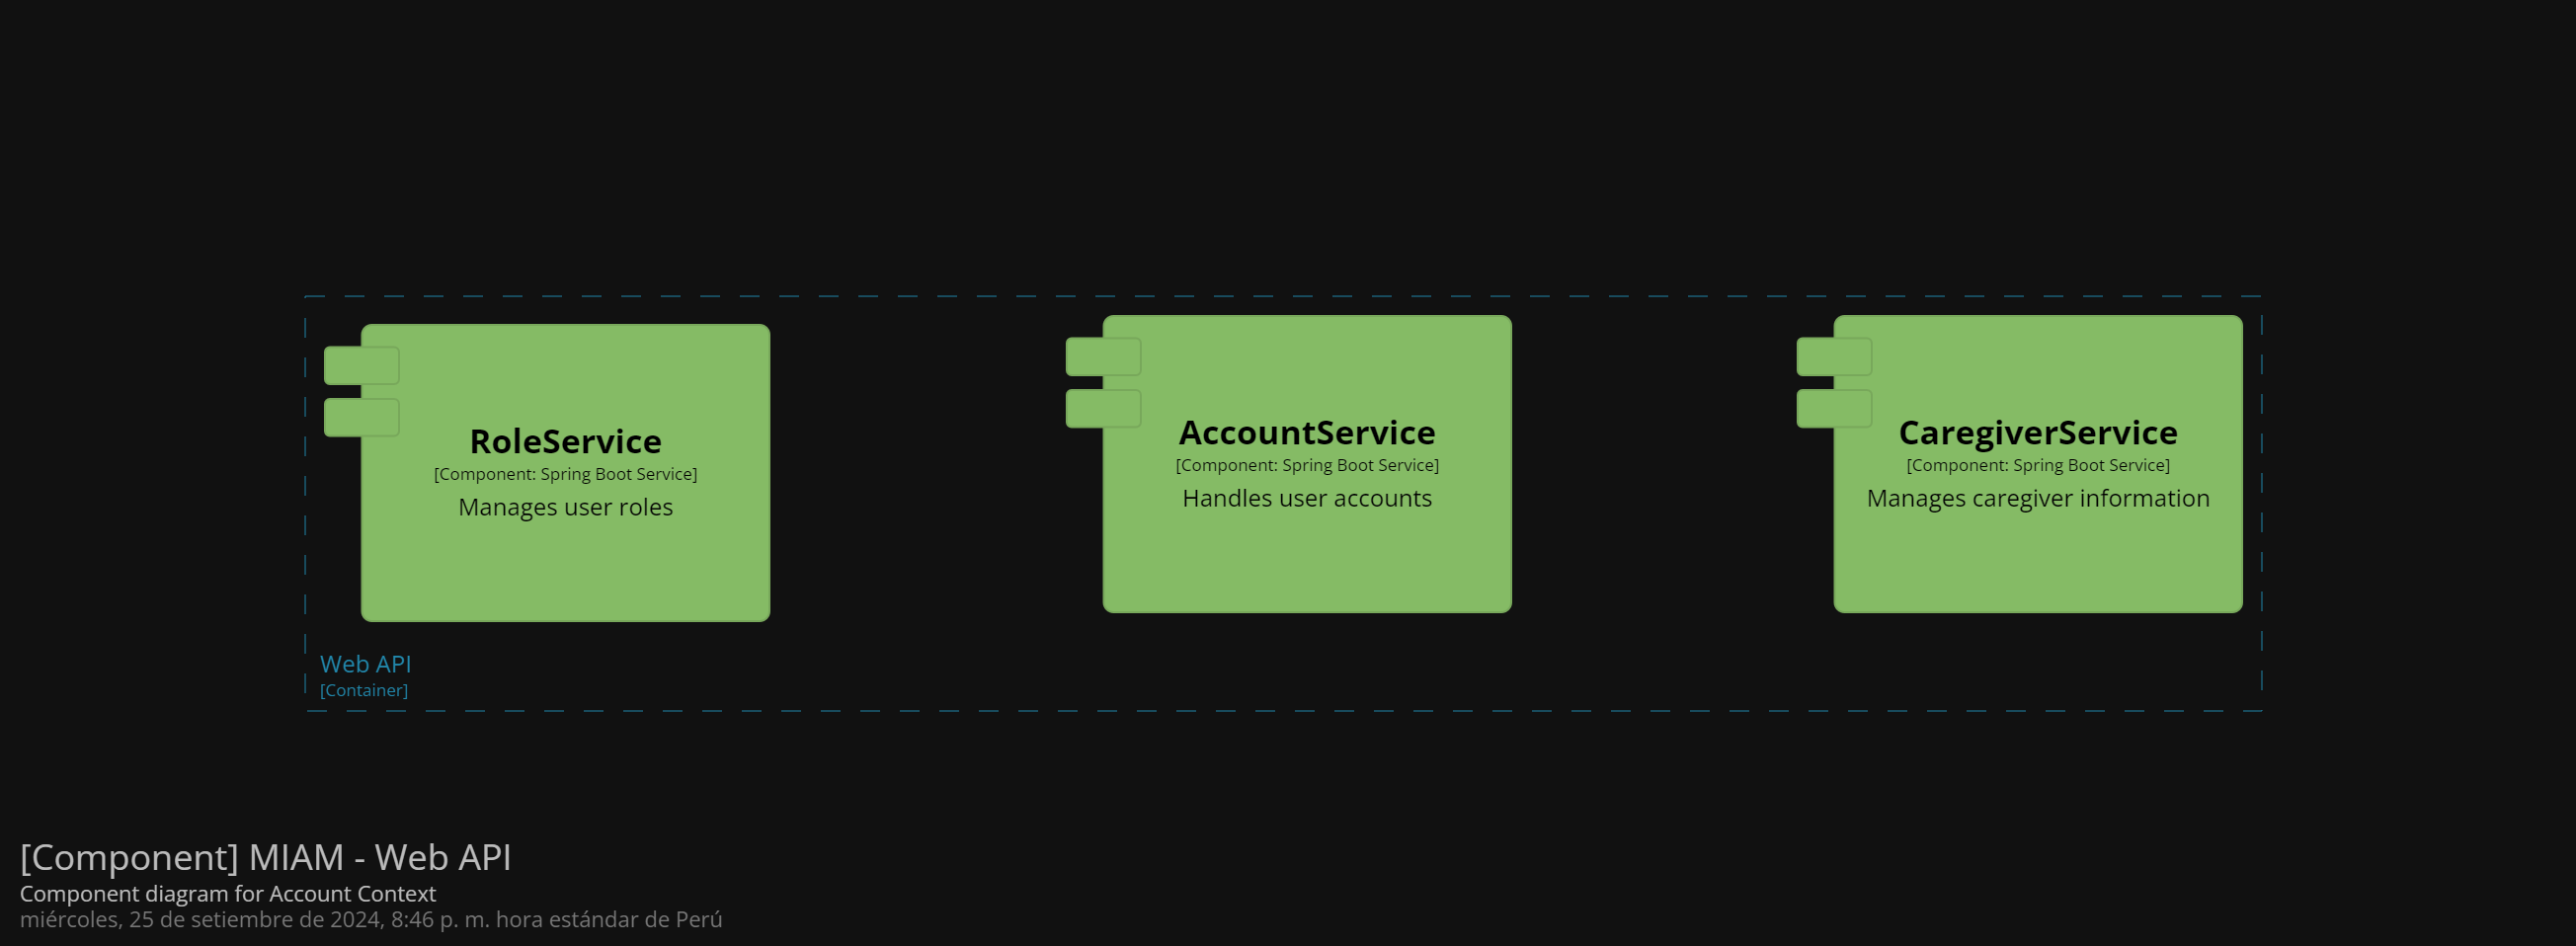 RoleService
[Component: Spring Boot Service]
Manages user roles
AccountService
[Component: Spring Boot Service]
Handles user accounts
CaregiverService
[Component: Spring Boot Service]
Manages caregiver information
Web API
[Container]
[Component] MIAM - Web API
Component diagram for Account Context
miércoles, 25 de setiembre de 2024, 8:46 p. m. hora estándar de Perú